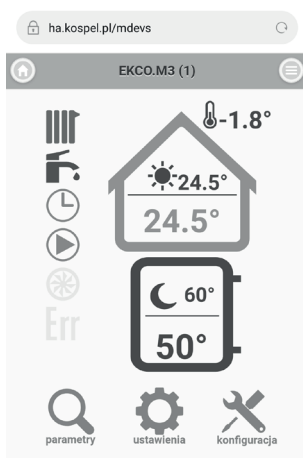 ha.kospel.pl/mdevs
EKCO.M3 (1)
-1.8°
24.5°
24.5°
60°
50°
Err
parametry ustawienia konfiguracja